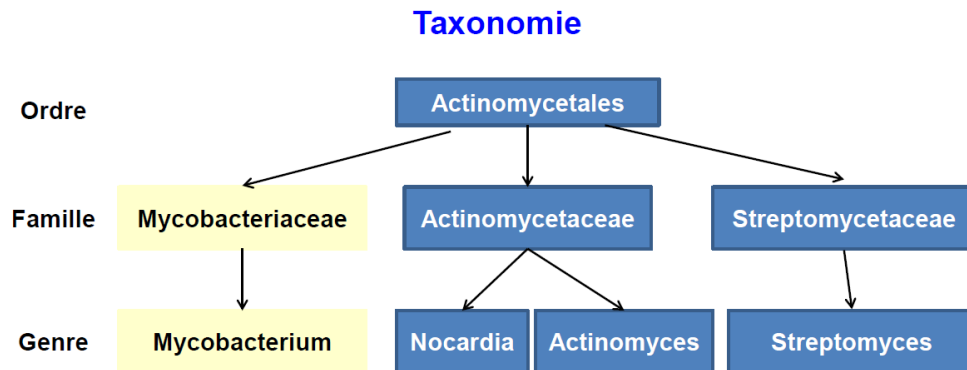 Taxonomie
Ordre
Actinomycetales
Famille
Mycobacteriaceae
Actinomycetaceae
Streptomycetaceae
Genre
Mycobacterium
Nocardia
Actinomyces
Streptomyces